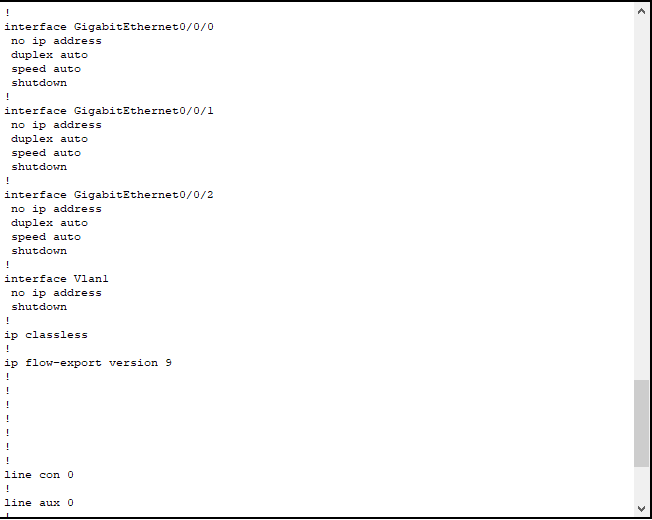 !
interface GigabitEthernet0/0/0
 no ip address
 duplex auto
 speed auto
 shutdown
!
interface GigabitEthernet0/0/1
 no ip address
 duplex auto
 speed auto
 shutdown
!
interface GigabitEthernet0/0/2
 no ip address
 duplex auto
 speed auto
 shutdown
!
interface Vlan1
 no ip address
 shutdown
!
ip classless
!
ip flow-export version 9
!
!
!
!
!
!
!
line con 0
!
line aux 0
!